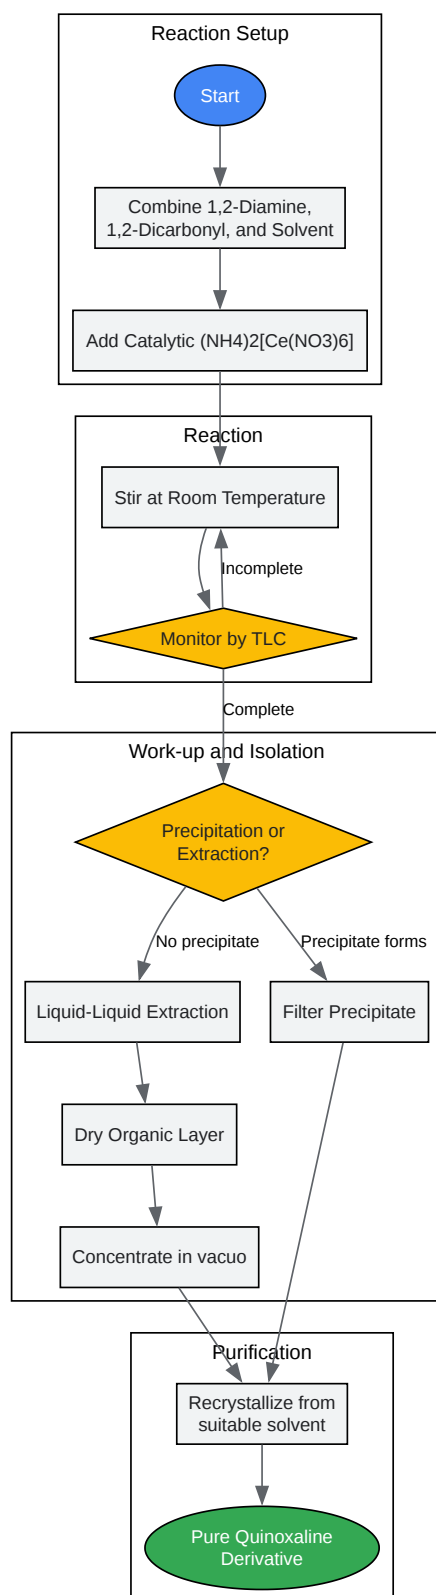 Reaction Setup
Start
Combine 1,2-Diamine,
1,2-Dicarbonyl, and Solvent
Add Catalytic (NH4)2[Ce(NO3)6]
Reaction
Stir at Room Temperature
Incomplete
Monitor by TLC
Complete
Work-up and Isolation
Precipitation or
Extraction?
No precipitate
Precipitate forms
Liquid-Liquid Extraction
Filter Precipitate
Dry Organic Layer
Concentrate in vacuo
Purification
Recrystallize from
suitable solvent
Pure Quinoxaline
Derivative